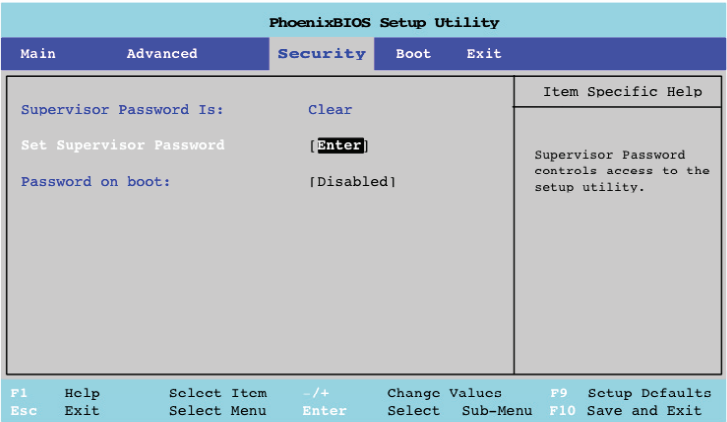 PhoenixBIOS Setup Utility
Main Advanced Security Boot Exit
Item Specific Help
Supervisor Password Is: Clear
Set Supervisor Password [Enter]
Password on boot: [Disabled]
Supervisor Password
controls access to the
setup utility.
F1 Help Select Item -/+ Change Values F9 Setup Defaults
Esc Exit Select Menu Enter Select Sub-Menu F10 Save and Exit